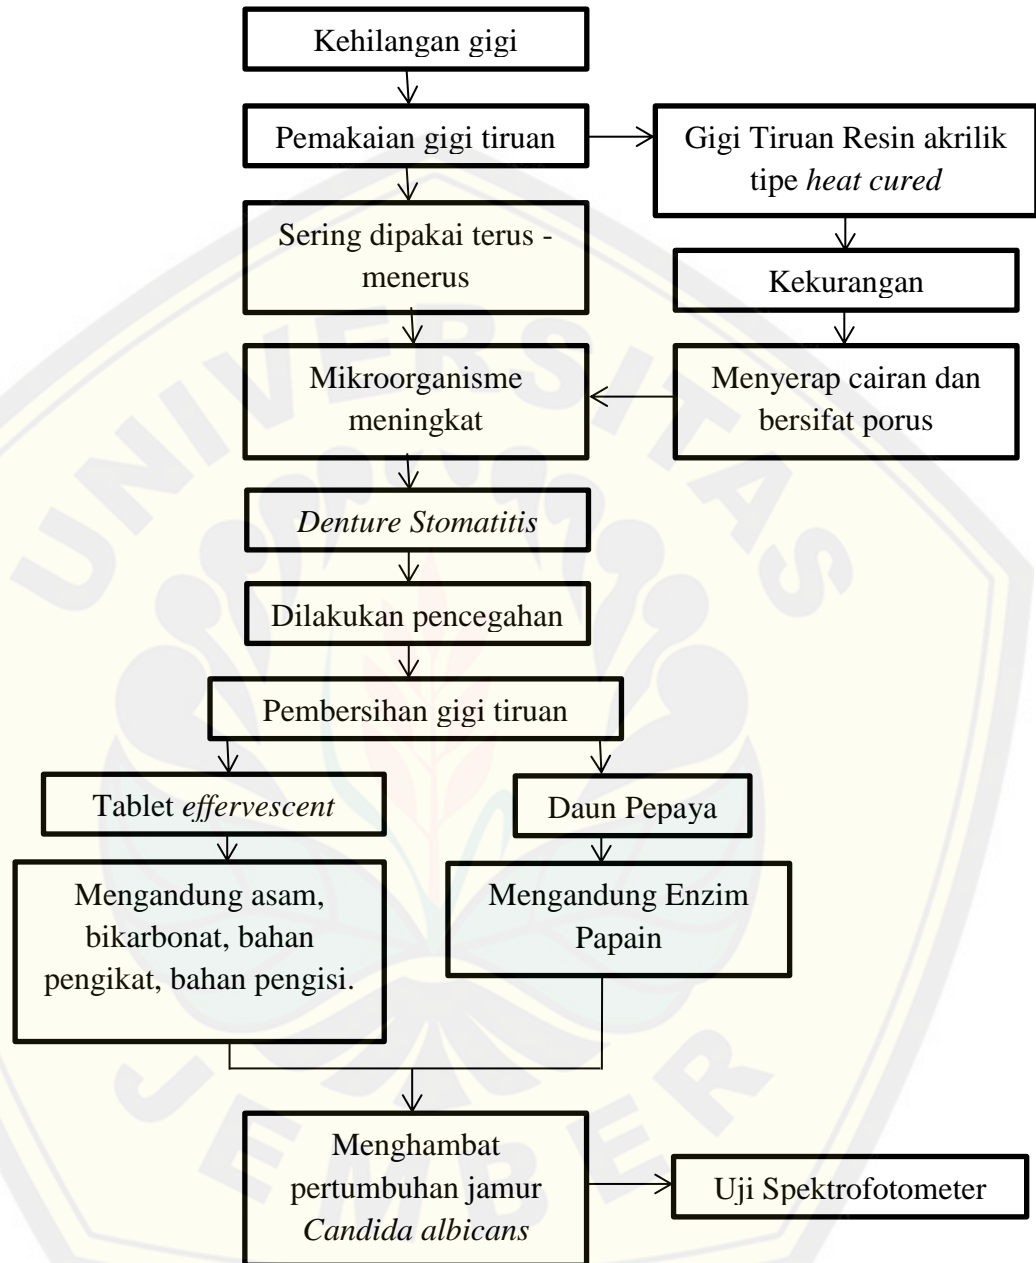 Kehilangan gigi
Pemakaian gigi tiruan
Gigi Tiruan Resin akrilik
tipe heat cured
Sering dipakai terus -
menerus
Kekurangan
Mikroorganisme
meningkat
Menyerap cairan dan
bersifat porus
Denture Stomatitis
Dilakukan pencegahan
Pembersihan gigi tiruan
Tablet effervescent
Daun Pepaya
Mengandung asam,
bikarbonat, bahan
pengikat, bahan pengisi.
Mengandung Enzim
Papain
Menghambat
pertumbuhan jamur
Candida albicans
Uji Spektrofotometer
UNIVERSITAS
JEMBER